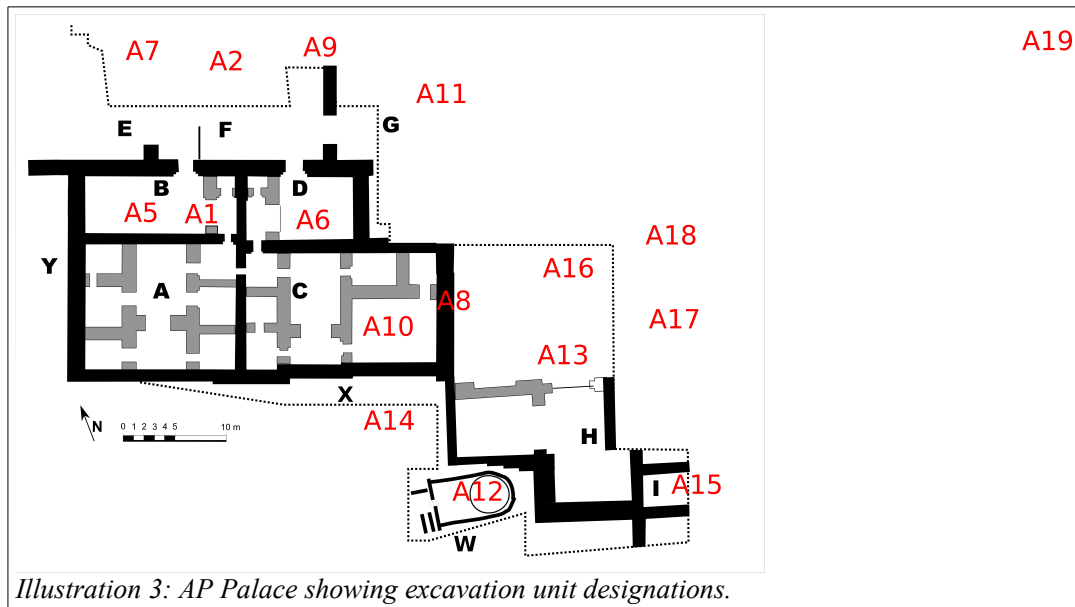 A9
A19
A7
A2
A11
E
F
G
B
D
A5
A1
A6
A18
Y
A16
A
C
A8
A17
A10
A13
X
A14
N
0 1 2 3 4 5 10 m
H
A12
I
A15
W
Illustration 3: AP Palace showing excavation unit designations.